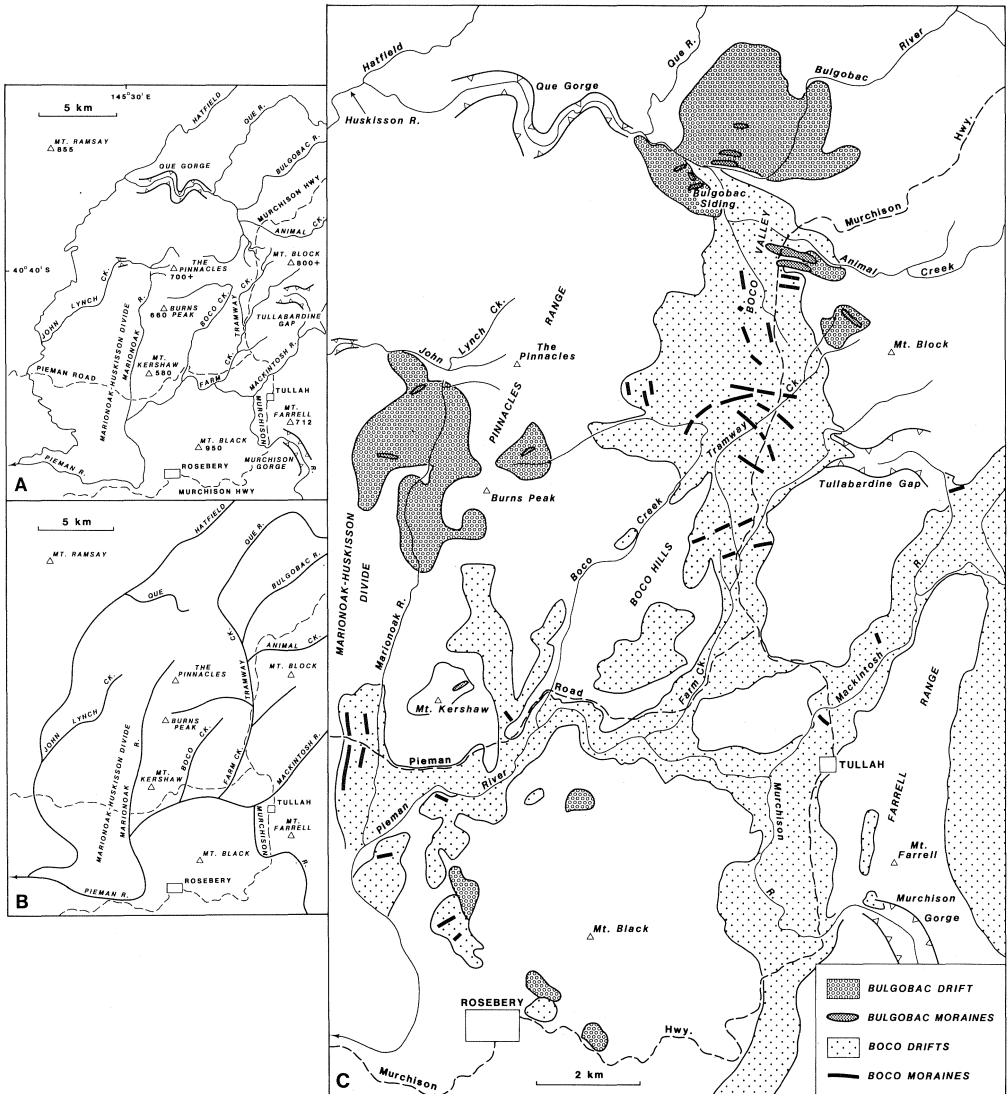 145°30' E
5 km
MT. RAMSAY
855
HATFIELD
QUE R.
QUE GORGE
BULGOBAC R.
MURCHISON HWY
ANIMAL CK.
40°40' S
THE PINNACLES
700+
MT. BLOCK
800+
JOHN LYNCH CK.
BURNS PEAK
660
BOCO CK.
TRAMWAY CK.
TULLABARDINE GAP
MARIONOAK-HUSKISSON DIVIDE
MARIONOAK R.
MT. KERSHAW
580
PIEMAN ROAD
FARM CK.
MACKINTOSH R.
TULLAH
MURCHISON
MT. FARRELL
712
MT. BLACK
950
PIEMAN R.
ROSEBERY
MURCHISON GORGE
R.
MURCHISON HWY
A
5 km
MT. RAMSAY
HATFIELD
QUE R.
QUE
BULGOBAC R.
CK.
ANIMAL CK.
THE PINNACLES
TRAMWAY
MT. BLOCK
JOHN LYNCH CK.
BURNS PEAK
BOCO CK.
MARIONOAK-HUSKISSON DIVIDE
MARIONOAK R.
MT. KERSHAW
FARM CK.
MACKINTOSH R.
TULLAH
MURCHISON
MT. FARRELL
MT. BLACK
R.
PIEMAN R.
ROSEBERY
B
Hatfield
Que R.
River
Bulgobac
Que Gorge
Huskisson R.
Hwy.
Bulgobac Siding
Murchison
VALLEY
BOCO
Animal
Creek
John Lynch Ck.
The Pinnacles
PINNACLES RANGE
Mt. Block
Tramway Ck.
Burns Peak
Tullabardine Gap
Boco Creek
BOCO HILLS
MARIONOAK-HUSKISSON DIVIDE
Marionoak R.
Mackintosh R.
Mt. Kershaw
Road
Farm Ck.
Pieman
TULLAH
Pieman River
Murchison R.
FARRELL RANGE
Mt. Farrell
Murchison Gorge
Mt. Black
ROSEBERY
Hwy.
Murchison
2 km
C
BULGOBAC DRIFT
BULGOBAC MORAINES
BOCO DRIFTS
BOCO MORAINES